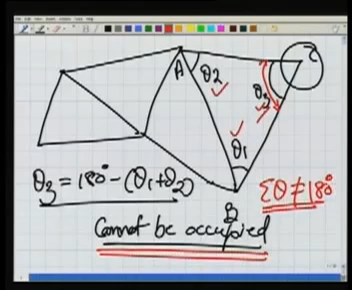 C
A
θ2
θ3
θ1
B
θ3 = 180° - (θ1+θ2)
Σθ ≠ 180°
Cannot be occupied